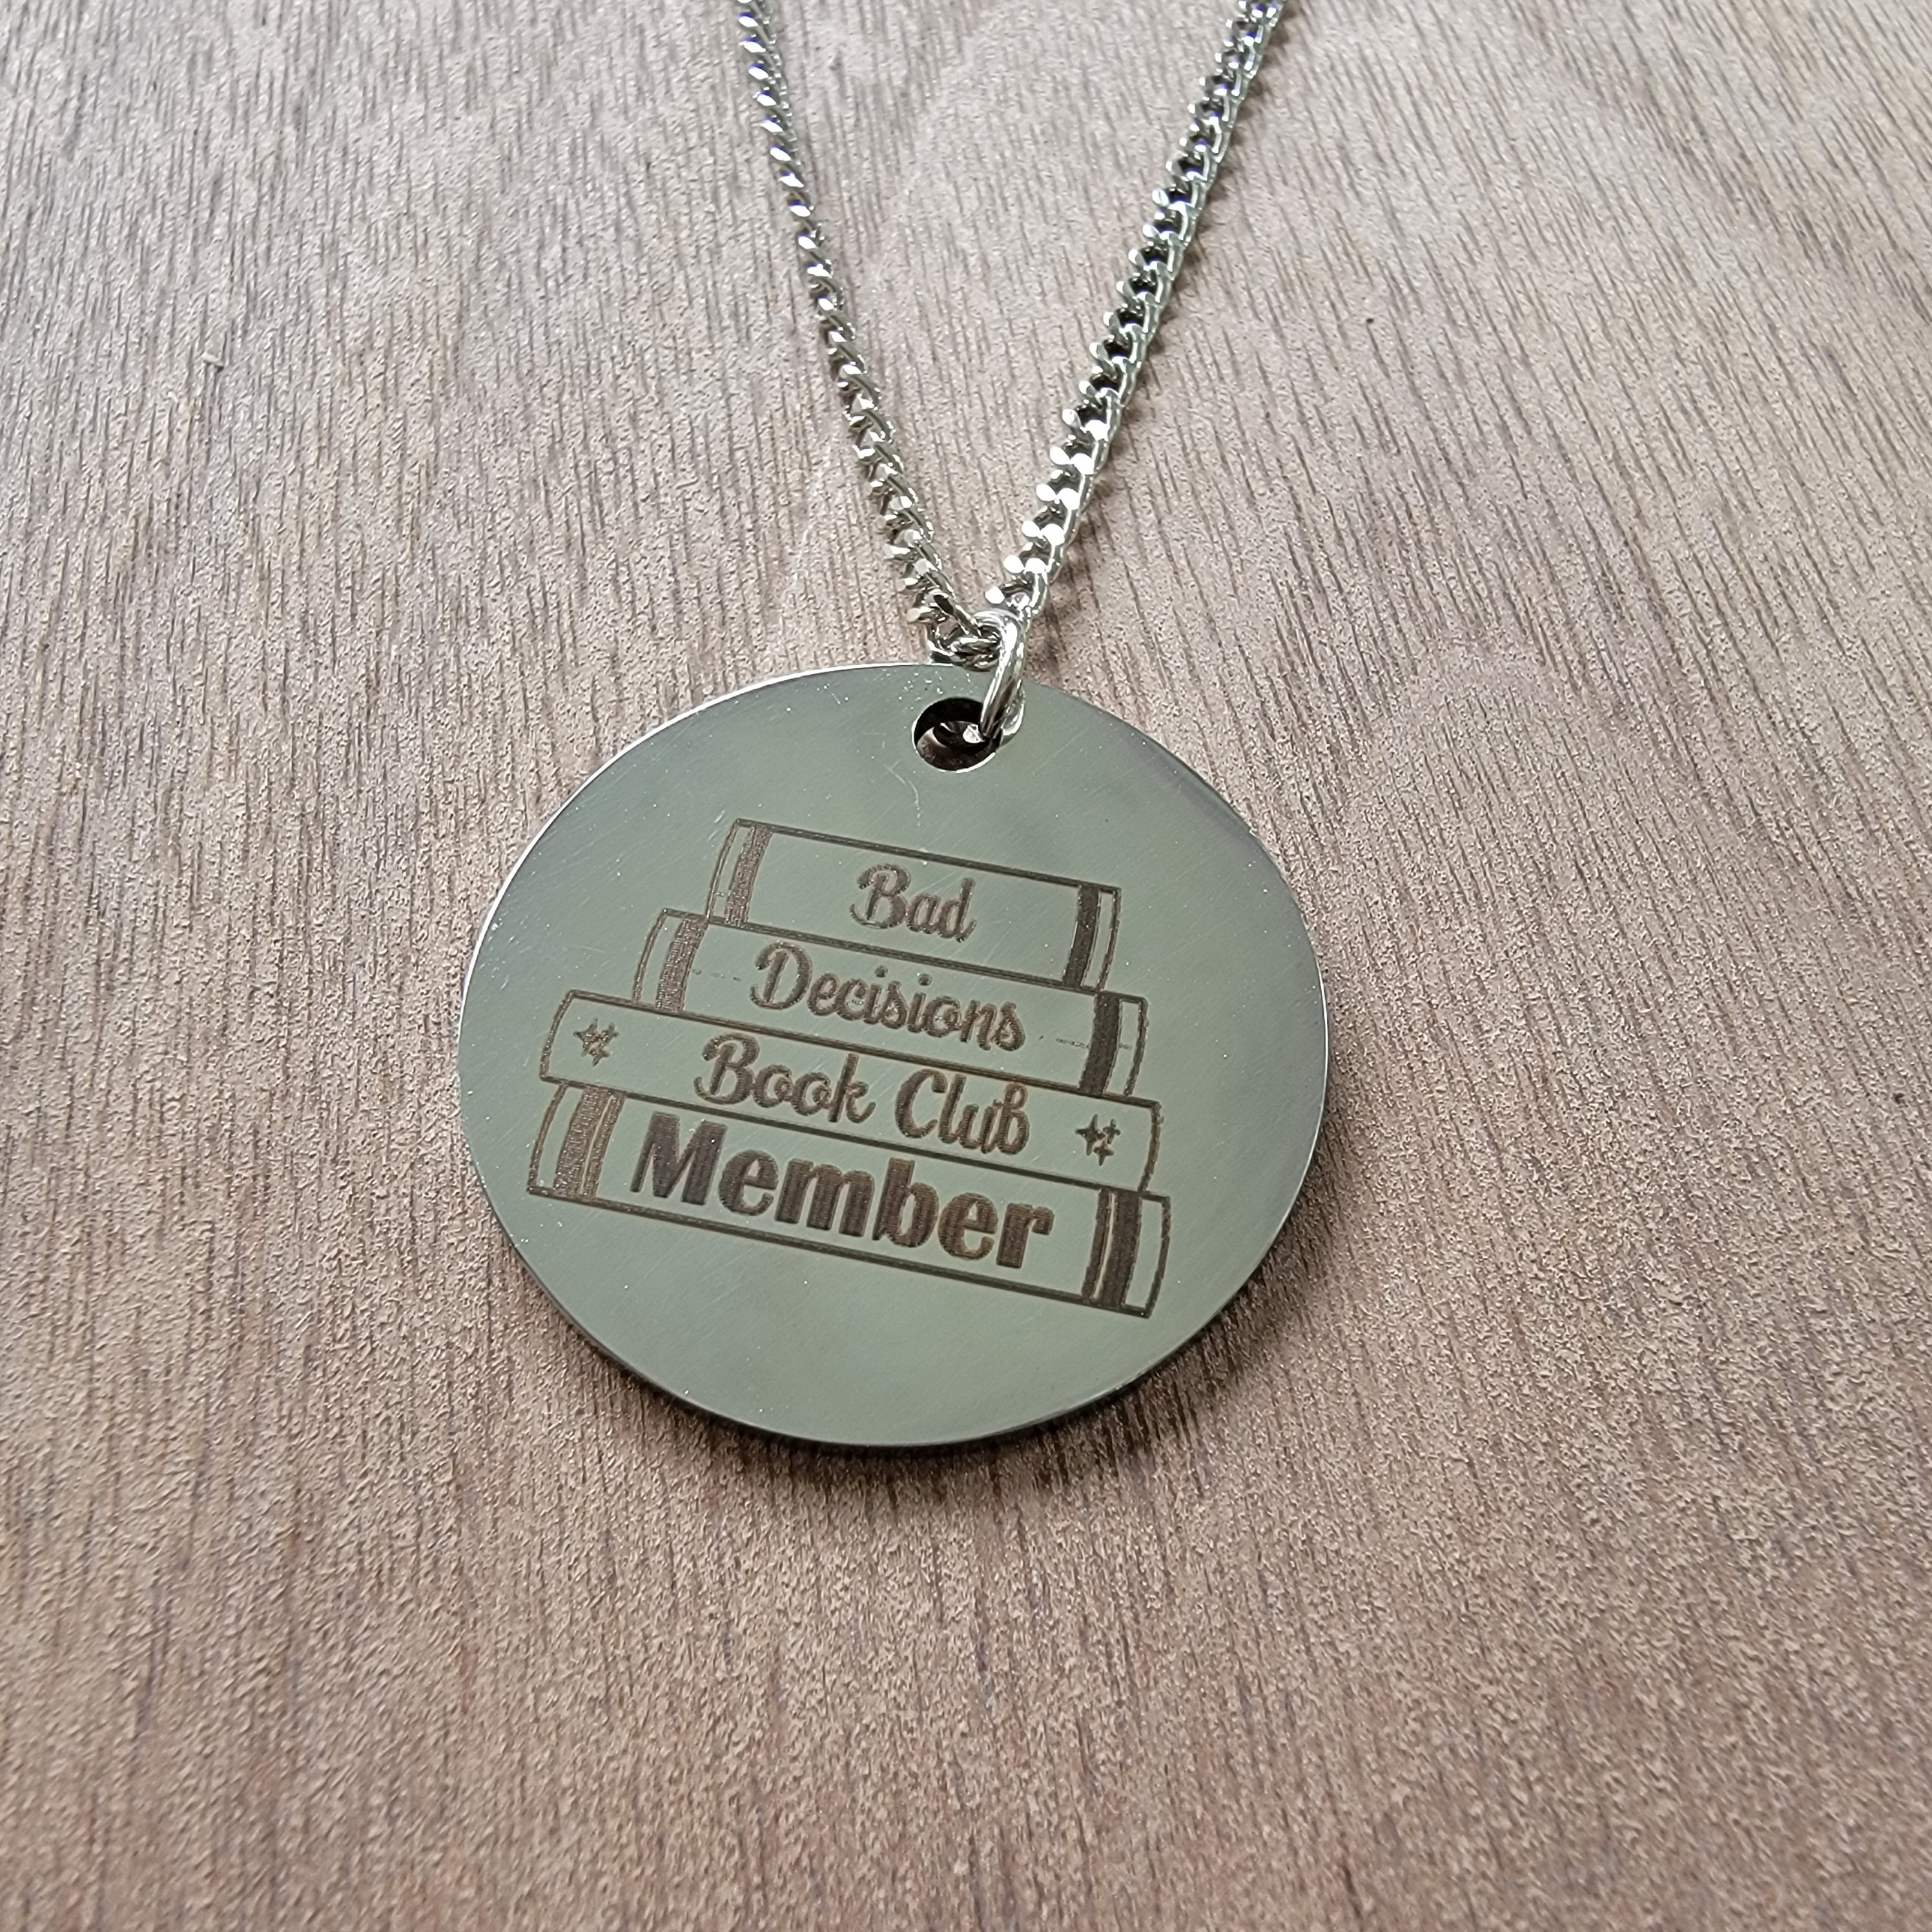 Bad
Decisions
Book Club
Member